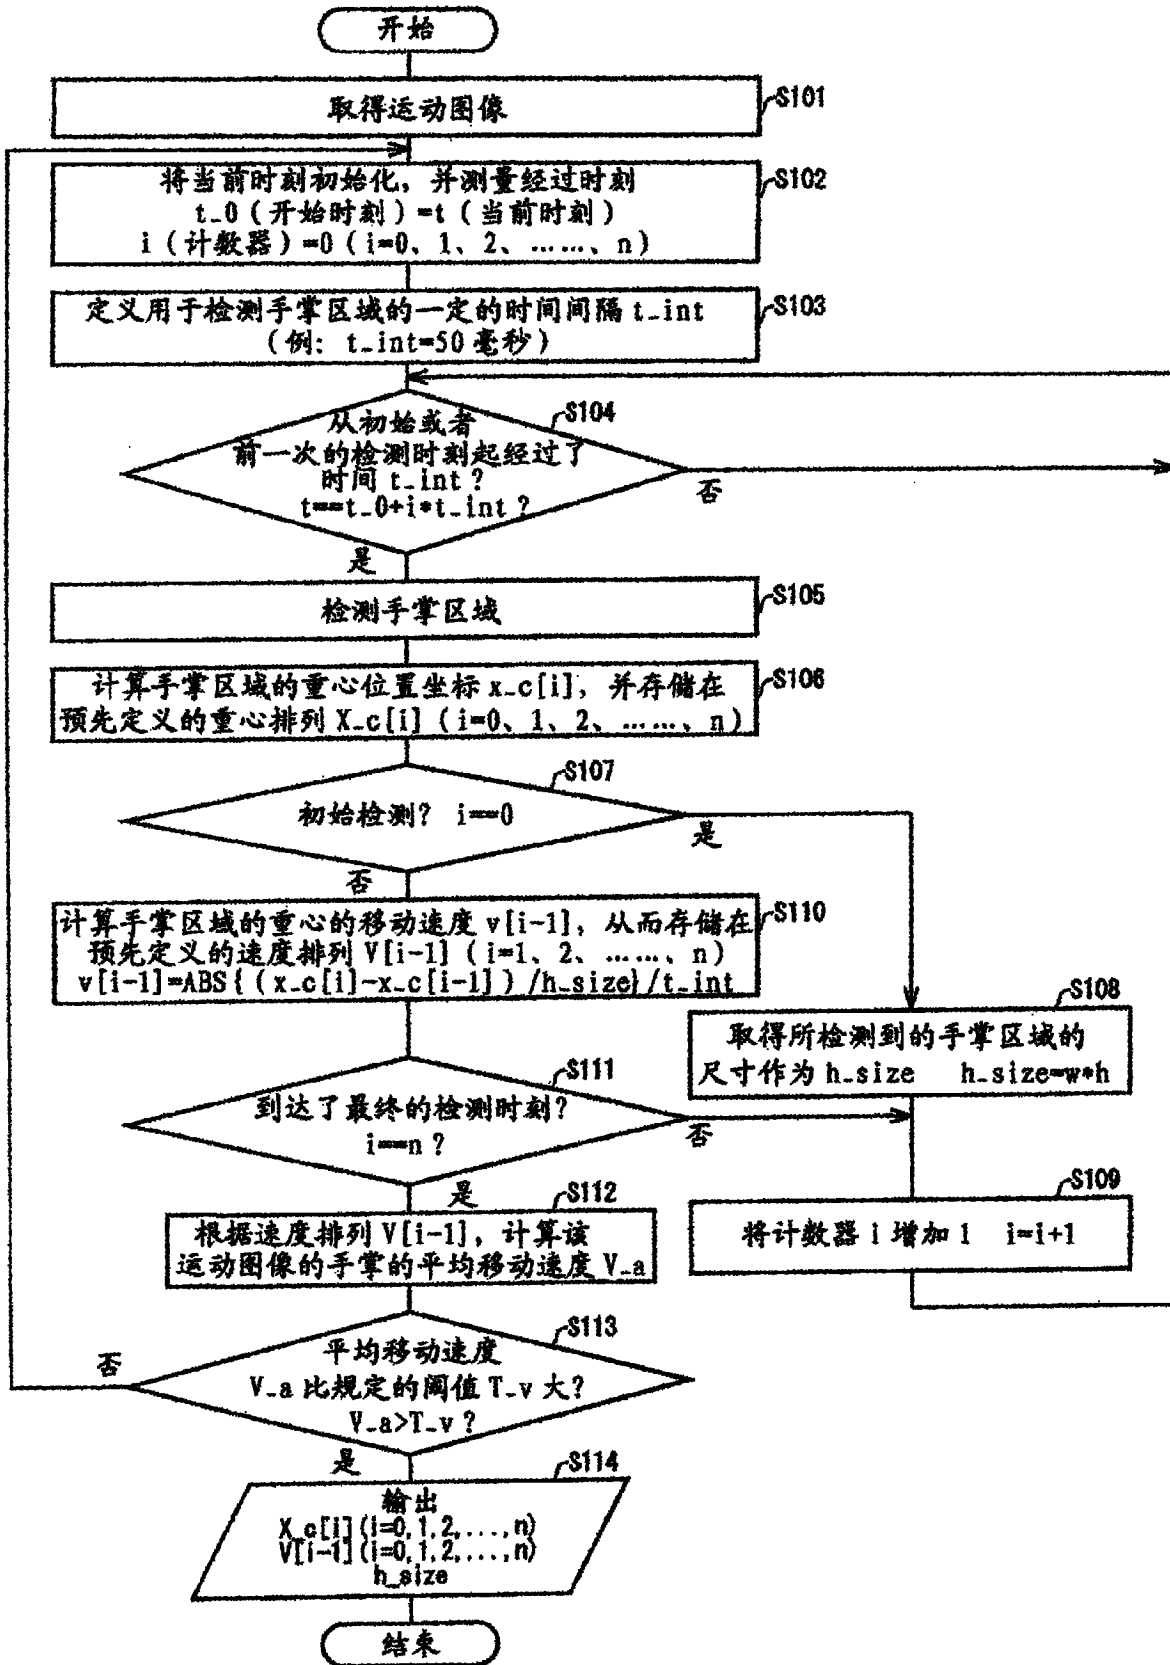 开始
S101
取得运动图像
S102
将当前时刻初始化，并测量经过时刻
t_0（开始时刻）=t（当前时刻）
i（计数器）=0（i=0、1、2、……、n）
S103
定义用于检测手掌区域的一定的时间间隔 t_int
（例：t_int=50 毫秒）
S104
从初始或者
前一次的检测时刻起经过了
时间 t_int？
t==t_0+i*t_int？
否
是
S105
检测手掌区域
S106
计算手掌区域的重心位置坐标 x_c[i]，并存储在
预先定义的重心排列 X_c[i]（i=0、1、2、……、n）
S107
初始检测？ i==0
是
否
S110
计算手掌区域的重心的移动速度 v[i-1]，从而存储在
预先定义的速度排列 V[i-1]（i=1、2、……、n）
v[i-1]=ABS{（x_c[i]-x_c[i-1]）/h_size}/t_int
S108
取得所检测到的手掌区域的
尺寸作为 h_size h_size=w*h
S111
到达了最终的检测时刻？
i==n？
否
是
S109
将计数器 i 增加 1 i=i+1
S112
根据速度排列 V[i-1]，计算该
运动图像的手掌的平均移动速度 V_a
S113
平均移动速度
V_a 比规定的阈值 T_v 大？
V_a>T_v？
否
是
S114
输出
X_c[i](i=0,1,2,...,n)
V[i-1](i=0,1,2,...,n)
h_size
结束